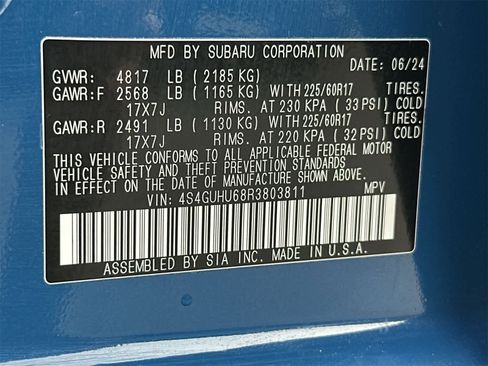 MFD BY SUBARU CORPORATION
DATE: 06/24
GVWR: 4817 LB (2185 KG)
GAWR:F 2568 LB (1165 KG) WITH 225/60R17 TIRES.
17X7J RIMS. AT 230 KPA (33 PSI) COLD
GAWR:R 2491 LB (1130 KG) WITH 225/60R17 TIRES.
17X7J RIMS. AT 220 KPA (32 PSI) COLD
THIS VEHICLE CONFORMS TO ALL APPLICABLE FEDERAL MOTOR
VEHICLE SAFETY AND THEFT PREVENTION STANDARDS
IN EFFECT ON THE DATE OF MANUFACTURE SHOWN ABOVE.
VIN: 4S4GUHU68R3803811 MPV
ASSEMBLED BY SIA INC. MADE IN U.S.A.